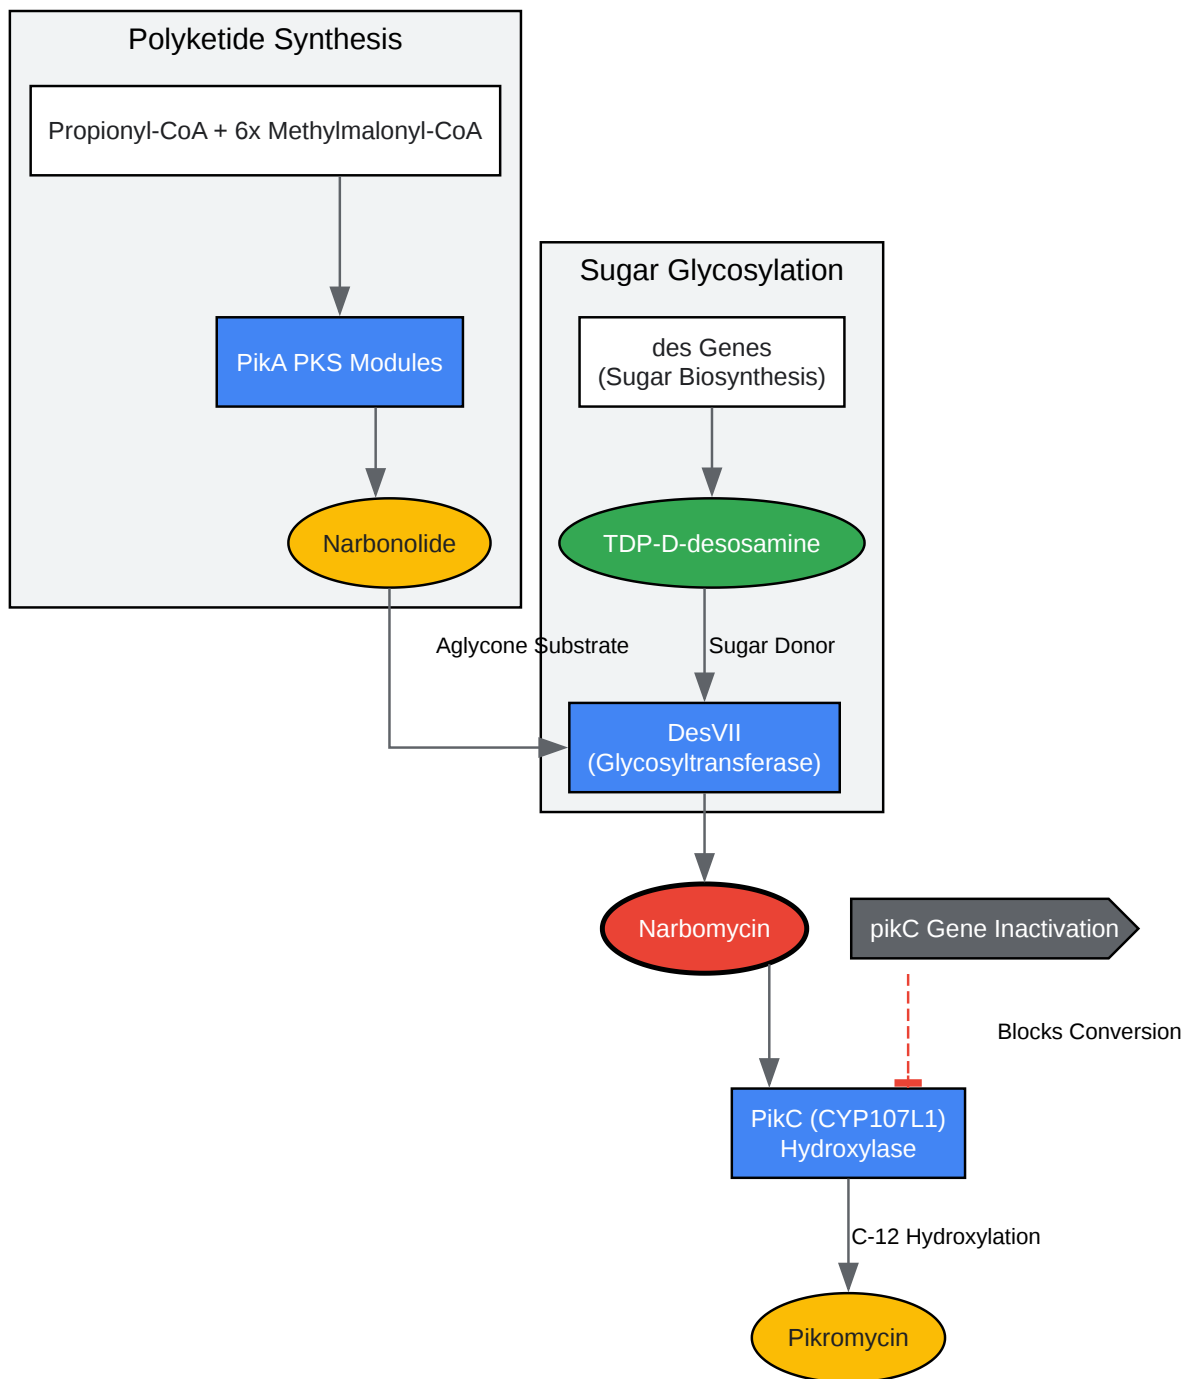 Polyketide Synthesis
Propionyl-CoA + 6x Methylmalonyl-CoA
PikA PKS Modules
Narbonolide
Sugar Glycosylation
des Genes
(Sugar Biosynthesis)
TDP-D-desosamine
Aglycone Substrate
Sugar Donor
DesVII
(Glycosyltransferase)
Narbomycin
pikC Gene Inactivation
Blocks Conversion
PikC (CYP107L1)
Hydroxylase
C-12 Hydroxylation
Pikromycin